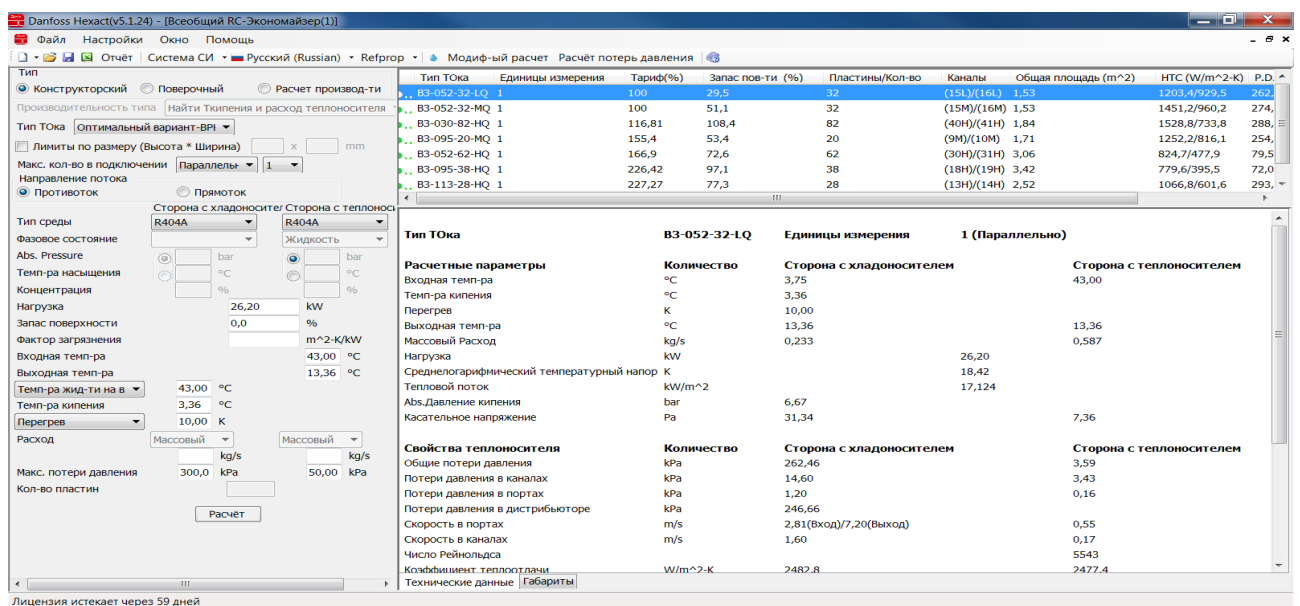 Danfoss Hexact(v5.1.24) - [Всеобщий RC-Экономайзер(1)]
Файл Настройки Окно Помощь
Отчёт Система СИ Русский (Russian) Refprop Модиф-ый расчет Расчёт потерь давления
Тип
Конструкторский Поверочный Расчет производ-ти
Производительность типа Найти Tкипения и расход теплоносителя
Тип ТОка Оптимальный вариант-BPI
Лимиты по размеру (Высота * Ширина) x mm
Макс. кол-во в подключении Параллельн 1
Направление потока
Противоток Прямоток
Сторона с хладоносител Сторона с теплоноси
Тип среды R404A R404A
Фазовое состояние Жидкость
Abs. Pressure bar bar
Темп-ра насыщения °C °C
Концентрация % %
Нагрузка 26,20 kW
Запас поверхности 0,0 %
Фактор загрязнения m^2-K/kW
Входная темп-ра 43,00 °C
Выходная темп-ра 13,36 °C
Темп-ра жид-ти на в 43,00 °C
Темп-ра кипения 3,36 °C
Перегрев 10,00 K
Расход Массовый Массовый
kg/s kg/s
Макс. потери давления 300,0 kPa 50,00 kPa
Кол-во пластин
Расчёт
Тип ТОка Единицы измерения Тариф(%) Запас пов-ти (%) Пластины/Кол-во Каналы Общая площадь (m^2) HTC (W/m^2-K) P.D.
B3-052-32-LQ 1 100 29,5 32 (15L)/(16L) 1,53 1203,4/929,5 262,
B3-052-32-MQ 1 100 51,1 32 (15M)/(16M) 1,53 1451,2/960,2 274,
B3-030-82-HQ 1 116,81 108,4 82 (40H)/(41H) 1,84 1528,8/733,8 288,
B3-095-20-MQ 1 155,4 53,4 20 (9M)/(10M) 1,71 1252,2/816,1 254,
B3-052-62-HQ 1 166,9 72,6 62 (30H)/(31H) 3,06 824,7/477,9 79,5
B3-095-38-HQ 1 226,42 97,1 38 (18H)/(19H) 3,42 779,6/395,5 72,0
B3-113-28-HQ 1 227,27 77,3 28 (13H)/(14H) 2,52 1066,8/601,6 293,
Тип ТОка B3-052-32-LQ Единицы измерения 1 (Параллельно)
Расчетные параметры Количество Сторона с хладоносителем Сторона с теплоносителем
Входная темп-ра °C 3,75 43,00
Темп-ра кипения °C 3,36
Перегрев K 10,00
Выходная темп-ра °C 13,36 13,36
Массовый Расход kg/s 0,233 0,587
Нагрузка kW 26,20
Среднелогарифмический температурный напор K 18,42
Тепловой поток kW/m^2 17,124
Abs.Давление кипения bar 6,67
Касательное напряжение Pa 31,34 7,36
Свойства теплоносителя Количество Сторона с хладоносителем Сторона с теплоносителем
Общие потери давления kPa 262,46 3,59
Потери давления в каналах kPa 14,60 3,43
Потери давления в портах kPa 1,20 0,16
Потери давления в дистрибьюторе kPa 246,66
Скорость в портах m/s 2,81(Вход)/7,20(Выход) 0,55
Скорость в каналах m/s 1,60 0,17
Число Рейнольдса 5543
Коэффициент теплоотдачи W/m^2-K 2482,8 2477,4
Технические данные Габариты
Лицензия истекает через 59 дней